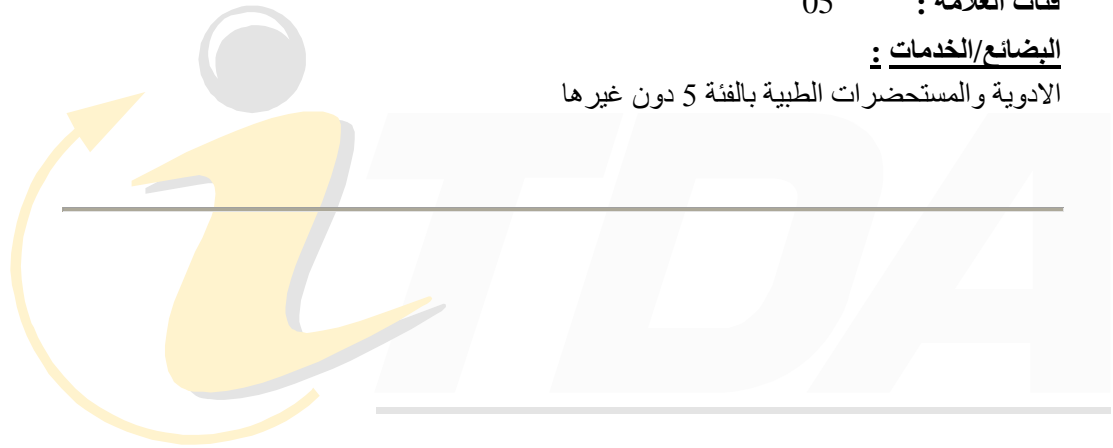 فئات العلامة : 05
البضائع/الخدمات :
الادوية والمستحضرات الطبية بالفئة 5 دون غيرها
iTDA